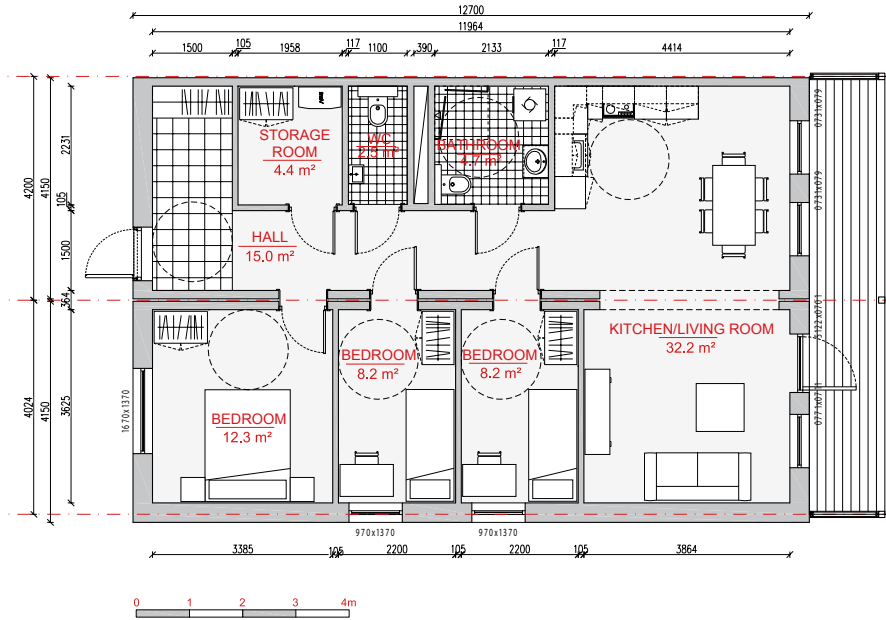 12700
11964
1500
105
1958
117
1100
390
2133
117
4414
4200
4150
2231
105
1500
364
4024
4150
3625
STORAGE
ROOM
4.4 m²
WC
2.5 m²
BATHROOM
4.7 m²
HALL
15.0 m²
KITCHEN/LIVING ROOM
32.2 m²
BEDROOM
8.2 m²
BEDROOM
8.2 m²
BEDROOM
12.3 m²
1670x1370
970x1370
970x1370
3385
105
2200
105
2200
105
3864
0
1
2
3
4m